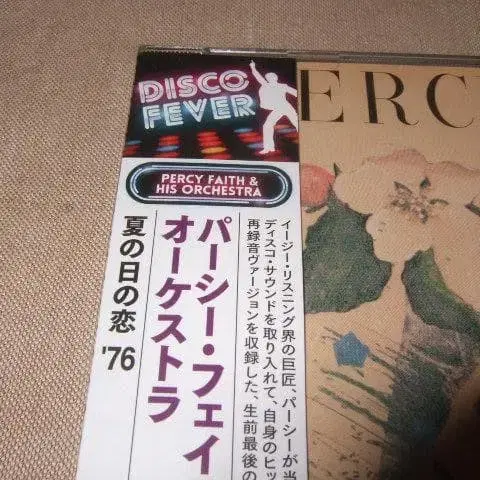 DISCO
FEVER
ERC
PERCY FAITH &
HIS ORCHESTRA
イージー・リスニング界の巨匠、パーシーが当
ディスコ・サウンドを取り入れて、自身のヒッ
再録音ヴァージョンを収録した、生前最後の
パーシー・フェイ
オーケストラ
夏の日の恋 '76